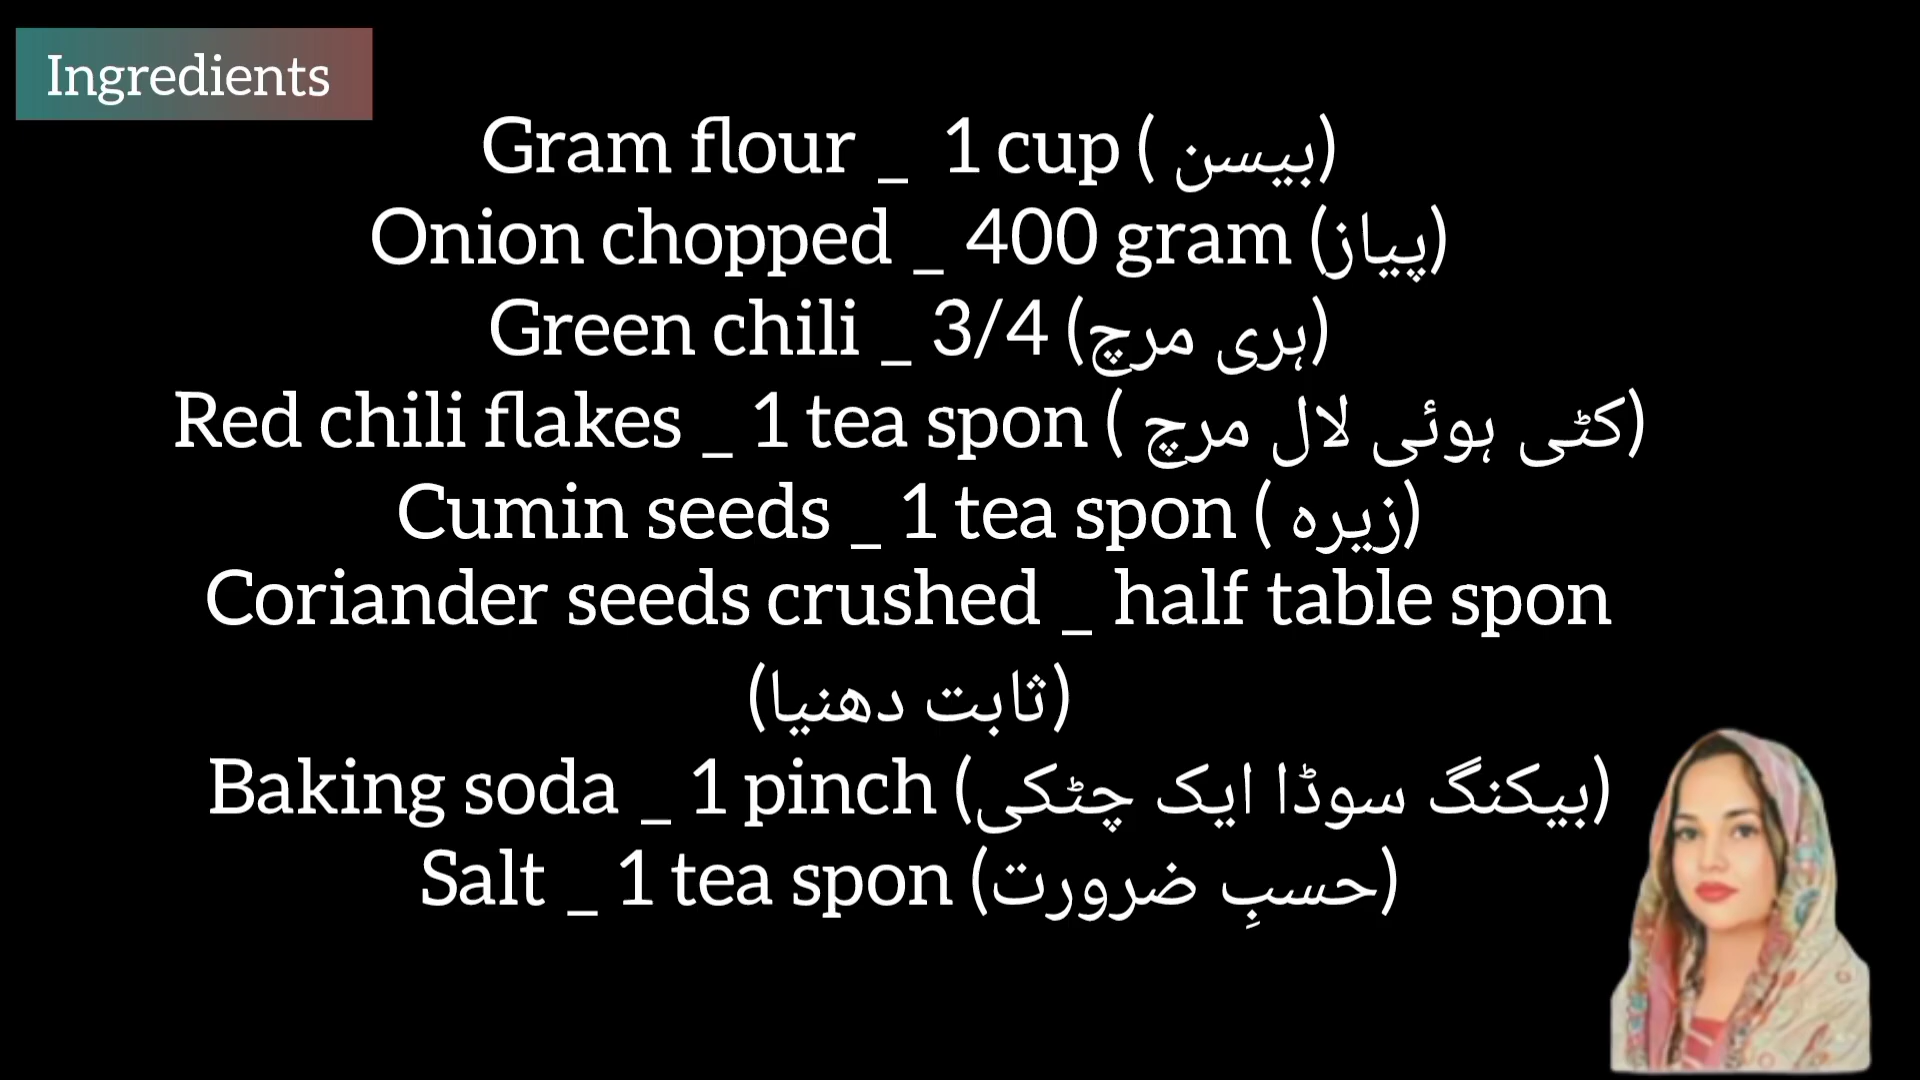 Ingredients
Gram flour _ 1 cup ( بیسن)
Onion chopped _ 400 gram (پیاز)
Green chili _ 3/4 (ہری مرچ)
Red chili flakes _ 1 tea spon ( کٹی ہوئی لال مرچ)
Cumin seeds _ 1 tea spon ( زیرہ)
Coriander seeds crushed _ half table spon
(ثابت دھنیا)
Baking soda _ 1 pinch (بیکنگ سوڈا ایک چٹکی)
Salt _ 1 tea spon (حسبِ ضرورت)